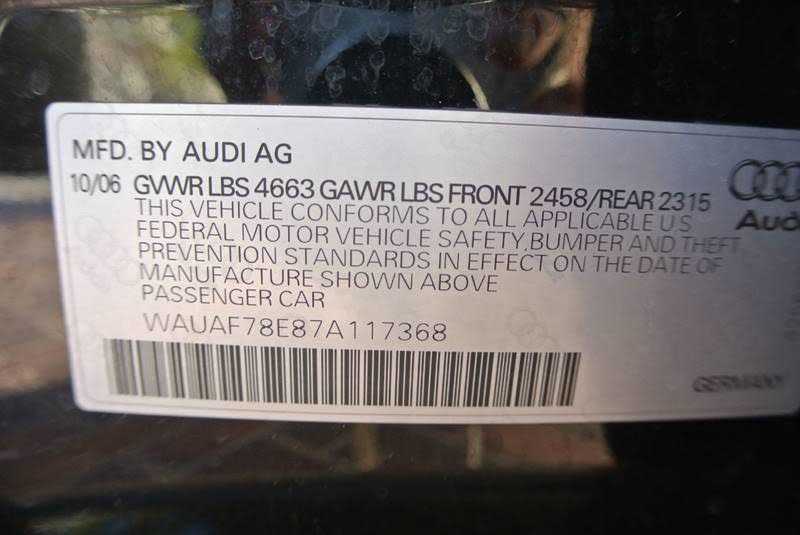 MFD. BY AUDI AG
10/06 GVWR LBS 4663 GAWR LBS FRONT 2458/REAR 2315
THIS VEHICLE CONFORMS TO ALL APPLICABLE U S
FEDERAL MOTOR VEHICLE SAFETY,BUMPER AND THEFT
PREVENTION STANDARDS IN EFFECT ON THE DATE OF
MANUFACTURE SHOWN ABOVE
PASSENGER CAR
WAUAF78E87A117368
Audi
GERMANY